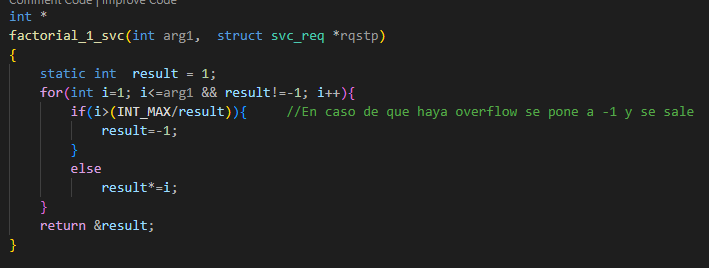 Comment Code | Improve Code
int *
factorial_1_svc(int arg1,  struct svc_req *rqstp)
{
    static int  result = 1;
    for(int i=1; i<=arg1 && result!=-1; i++){
        if(i>(INT_MAX/result)){     //En caso de que haya overflow se pone a -1 y se sale
            result=-1;
        }
        else
            result*=i;
    }
    return &result;
}